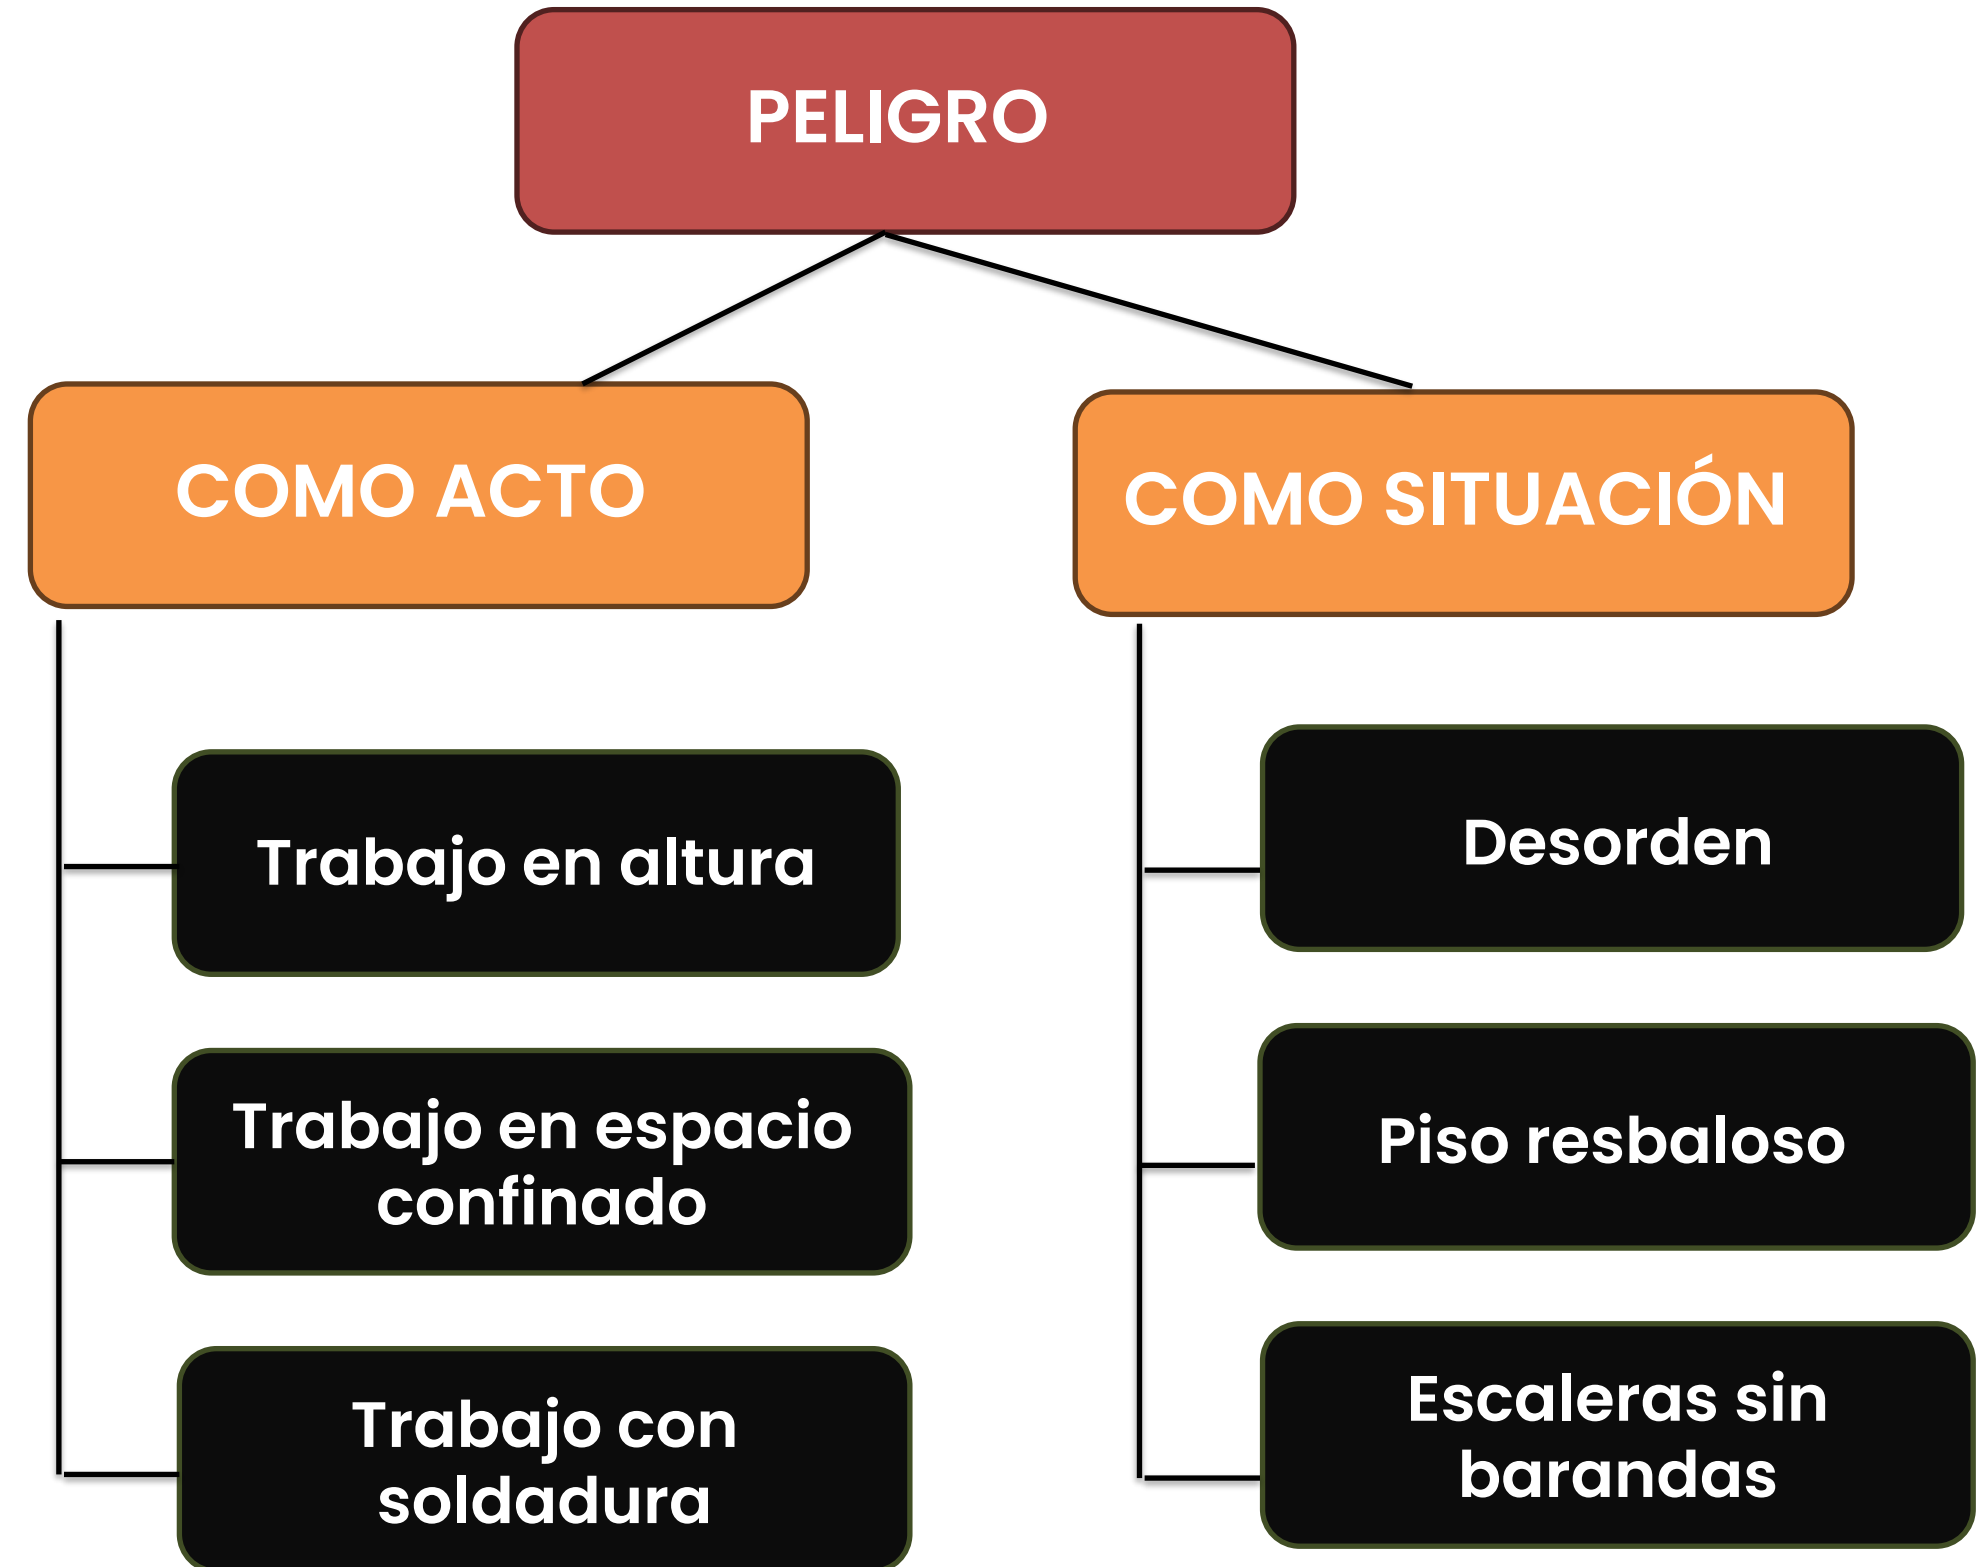 PELIGRO
COMO ACTO
Trabajo en altura
Trabajo en espacio
confinado
Trabajo con
soldadura
COMO SITUACIÓN
Desorden
Piso resbaloso
Escaleras sin
barandas